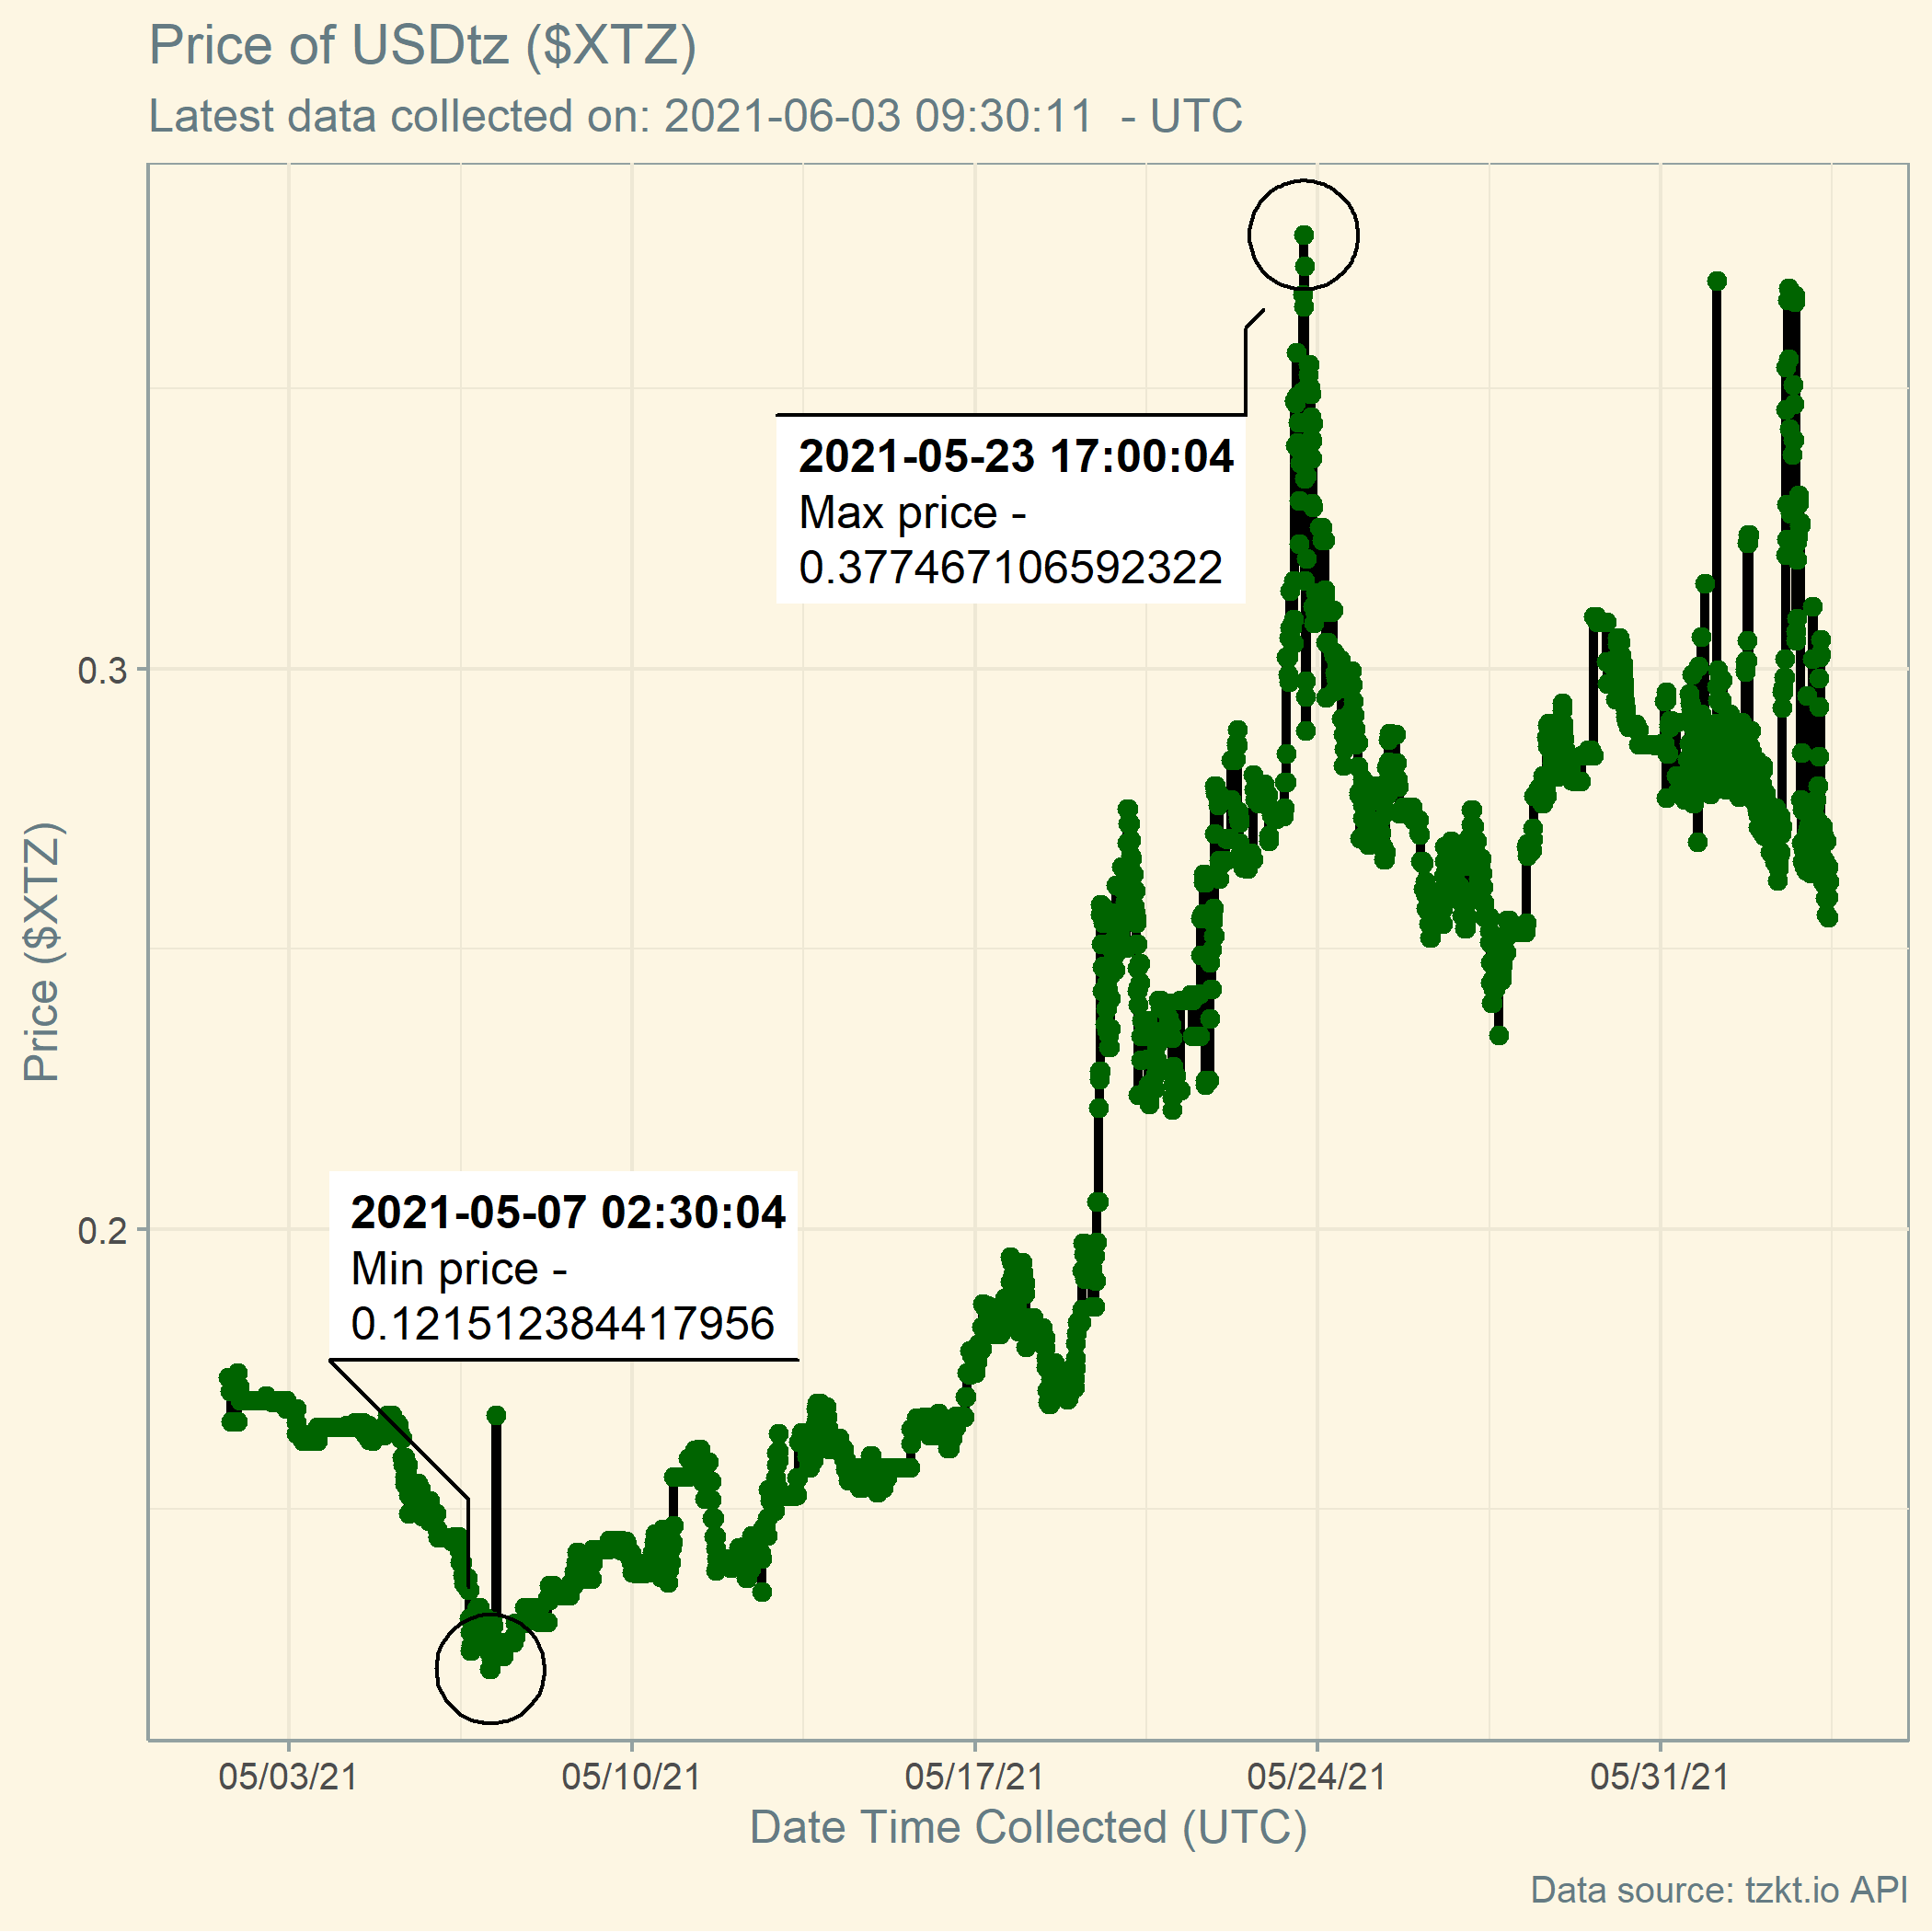 Price of USDtz ($XTZ)
Latest data collected on: 2021-06-03 09:30:11  - UTC
2021-05-23 17:00:04
Max price -
0.377467106592322
0.3
Price ($XTZ)
0.2
2021-05-07 02:30:04
Min price -
0.121512384417956
05/03/21 05/10/21 05/17/21 05/24/21 05/31/21
Date Time Collected (UTC)
Data source: tzkt.io API